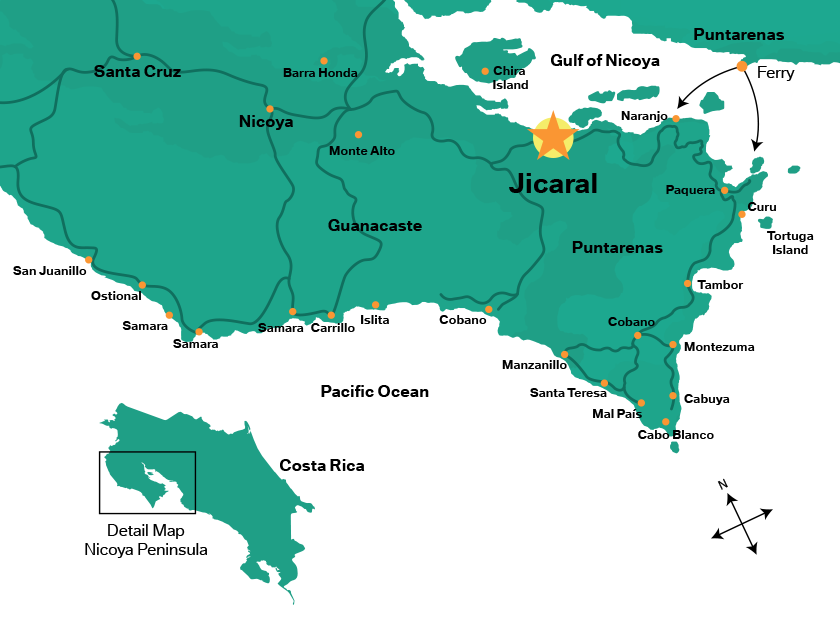 Puntarenas
Gulf of Nicoya
Santa Cruz
Barra Honda
Chira
Island
Ferry
Nicoya
Naranjo
Monte Alto
Jicaral
Paquera
Curu
Guanacaste
Puntarenas
Tortuga
Island
San Juanillo
Ostional
Tambor
Samara
Samara
Samara
Carrillo
Islita
Cobano
Cobano
Montezuma
Manzanillo
Santa Teresa
Pacific Ocean
Cabuya
Mal País
Cabo Blanco
Costa Rica
N
Detail Map
Nicoya Peninsula